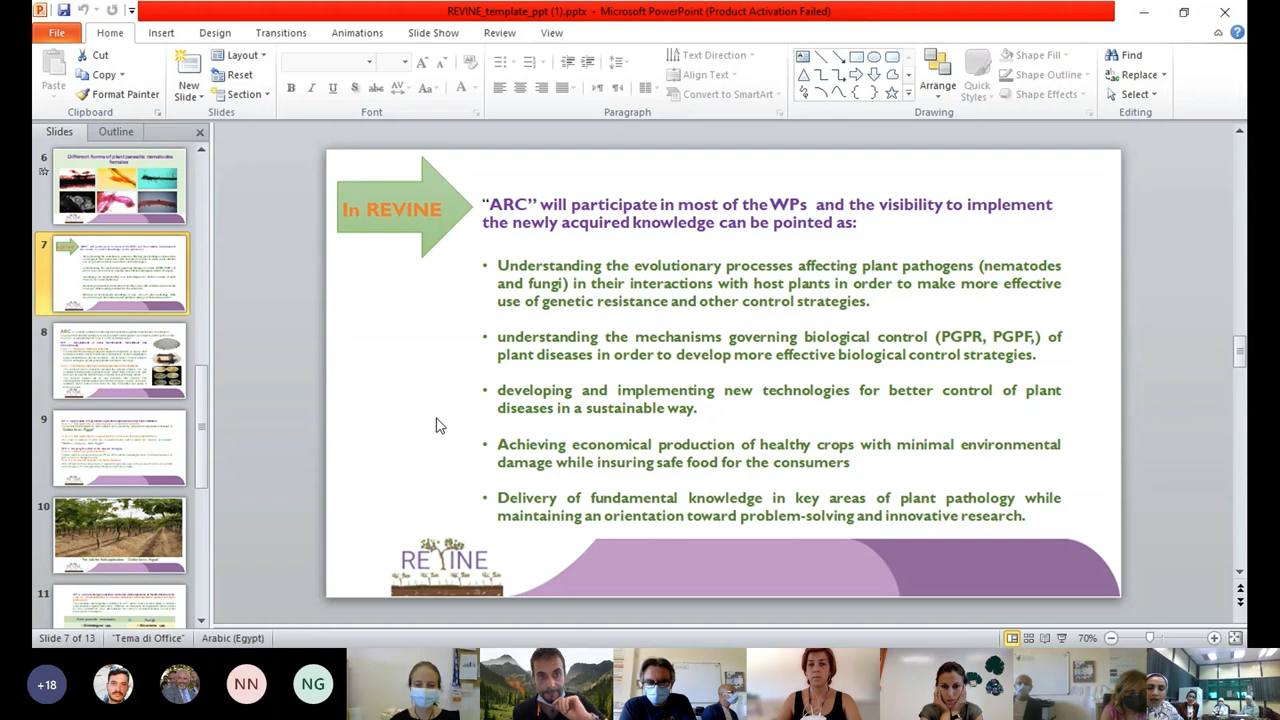 REVINE_template_ppt (1).pptx - Microsoft PowerPoint (Product Activation Failed)
File Home Insert Design Transitions Animations Slide Show Review View
Paste
Cut
Copy
Format Painter
Clipboard
New Slide
Layout
Reset
Section
Slides
Font
Text Direction
Align Text
Convert to SmartArt
Paragraph
Arrange
Quick Styles
Shape Fill
Shape Outline
Shape Effects
Drawing
Find
Replace
Select
Editing
Slides Outline
6
Different forms of plant parasitic nematodes females
7
8
9
10
11
In REVINE
“ARC” will participate in most of the WPs and the visibility to implement
the newly acquired knowledge can be pointed as:
• Understanding the evolutionary processes affecting plant pathogens (nematodes
and fungi) in their interactions with host plants in order to make more effective
use of genetic resistance and other control strategies.
• Understanding the mechanisms governing biological control (PGPR, PGPF,) of
plant diseases in order to develop more effective biological control strategies.
• developing and implementing new technologies for better control of plant
diseases in a sustainable way.
• ensuring economical production of healthy crops with minimal environmental
damage while insuring safe food for the consumers
• Delivery of fundamental knowledge in key areas of plant pathology while
maintaining an orientation toward problem-solving and innovative research.
REVINE
Slide 7 of 13 "Tema di Office" Arabic (Egypt) 70%
+18 NN NG